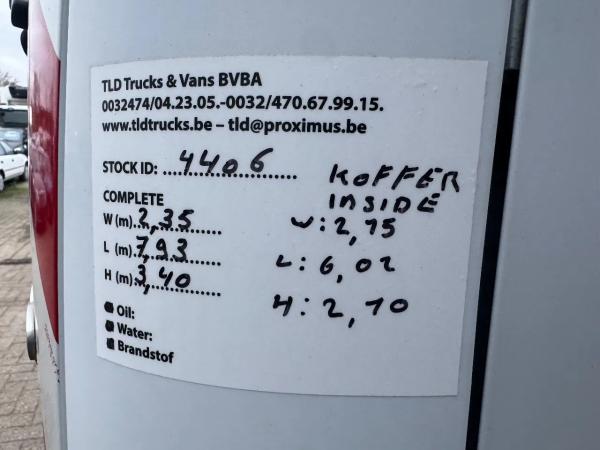 TLD Trucks & Vans BVBA
0032474/04.23.05.-0032/470.67.99.15.
www.tldtrucks.be – tld@proximus.be
STOCK ID: 4406
KOFFER
INSIDE
COMPLETE
W (m) 2,35
W: 2,15
L (m) 7,93
L: 6,02
H (m) 3,40
H: 2,10
Oil:
Water:
Brandstof